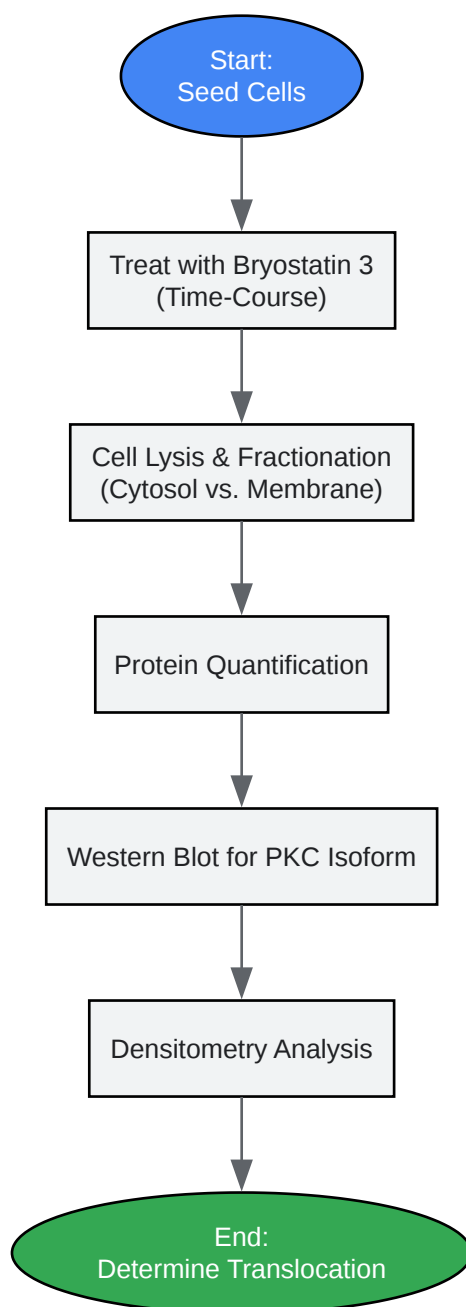 Start:
Seed Cells
Treat with Bryostatin 3
(Time-Course)
Cell Lysis & Fractionation
(Cytosol vs. Membrane)
Protein Quantification
Western Blot for PKC Isoform
Densitometry Analysis
End:
Determine Translocation